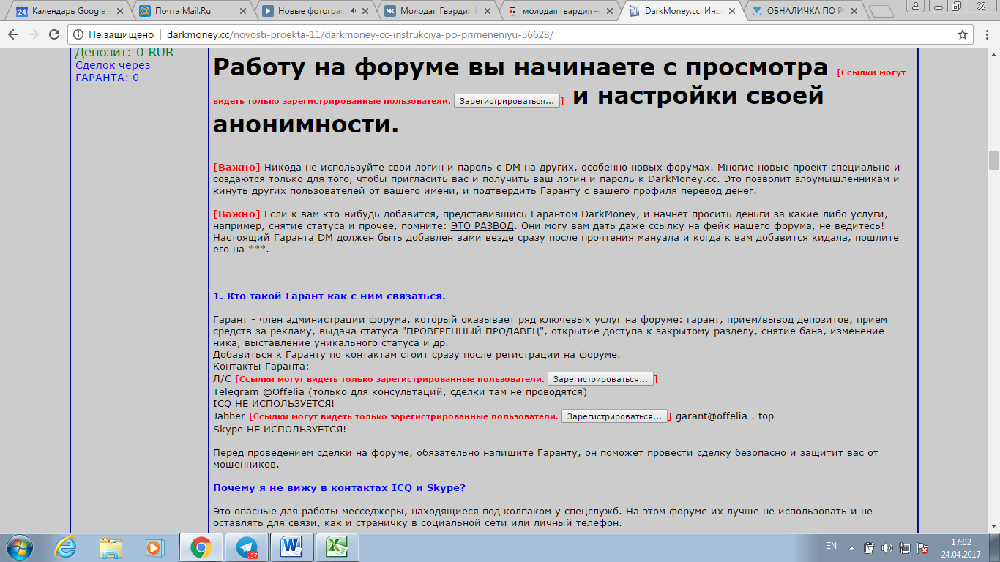 Календарь Google -
Почта Mail.Ru
Новые фотограф
Молодая Гвардия М
молодая гвардия —
DarkMoney.cc. Инст
ОБНАЛИЧКА ПО РО
Не защищено
darkmoney.cc/novosti-proekta-11/darkmoney-cc-instrukciya-po-primeneniyu-36628/
Депозит: 0 RUR
Сделок через
ГАРАНТА: 0
Работу на форуме вы начинаете с просмотра [Ссылки могут
видеть только зарегистрированные пользователи. Зарегистрироваться...] и настройки своей
анонимности.
[Важно] Никода не используйте свои логин и пароль с DM на других, особенно новых форумах. Многие новые проект специально и
создаются только для того, чтобы пригласить вас и получить ваш логин и пароль к DarkMoney.cc. Это позволит злоумышленникам и
кинуть других пользователей от вашего имени, и подтвердить Гаранту с вашего профиля перевод денег.
[Важно] Если к вам кто-нибудь добавится, представившись Гарантом DarkMoney, и начнет просить деньги за какие-либо услуги,
например, снятие статуса и прочее, помните: ЭТО РАЗВОД. Они могу вам дать даже ссылку на фейк нашего форума, не ведитесь!
Настоящий Гаранта DM должен быть добавлен вами везде сразу после прочтения мануала и когда к вам добавится кидала, пошлите
его на ***.
1. Кто такой Гарант как с ним связаться.
Гарант - член администрации форума, который оказывает ряд ключевых услуг на форуме: гарант, прием/вывод депозитов, прием
средств за рекламу, выдача статуса "ПРОВЕРЕННЫЙ ПРОДАВЕЦ", открытие доступа к закрытому разделу, снятие бана, изменение
ника, выставление уникального статуса и др.
Добавиться к Гаранту по контактам стоит сразу после регистрации на форуме.
Контакты Гаранта:
Л/С [Ссылки могут видеть только зарегистрированные пользователи. Зарегистрироваться...]
Telegram @Offelia (только для консультаций, сделки там не проводятся)
ICQ НЕ ИСПОЛЬЗУЕТСЯ!
Jabber [Ссылки могут видеть только зарегистрированные пользователи. Зарегистрироваться...] garant@offelia . top
Skype НЕ ИСПОЛЬЗУЕТСЯ!
Перед проведением сделки на форуме, обязательно напишите Гаранту, он поможет провести сделку безопасно и защитит вас от
мошенников.
Почему я не вижу в контактах ICQ и Skype?
Это опасные для работы месседжеры, находящиеся под колпаком у спецслужб. На этом форуме их лучше не использовать и не
оставлять для связи, как и страничку в социальной сети или личный телефон.
57
EN
17:02
24.04.2017